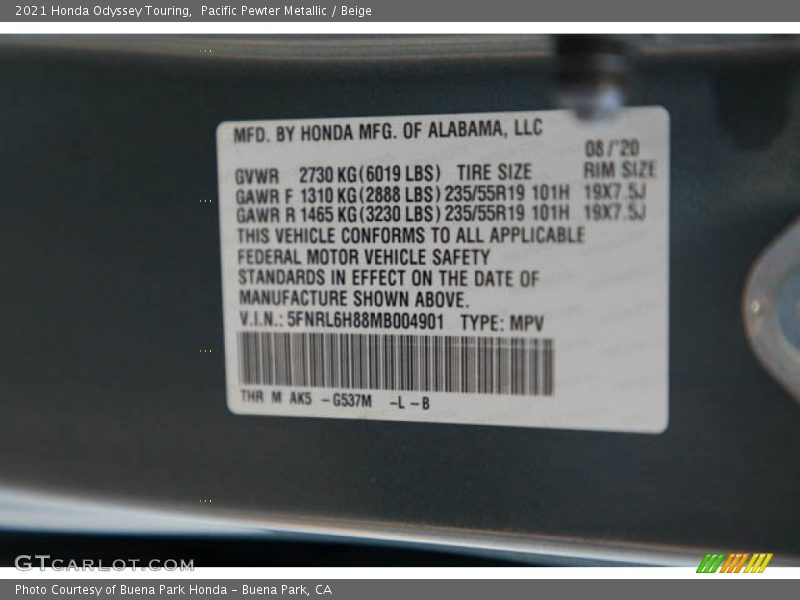 2021 Honda Odyssey Touring,  Pacific Pewter Metallic / Beige
MFD. BY HONDA MFG. OF ALABAMA, LLC
08/'20
GVWR 2730 KG(6019 LBS) TIRE SIZE RIM SIZE
GAWR F 1310 KG(2888 LBS) 235/55R19 101H 19X7.5J
GAWR R 1465 KG(3230 LBS) 235/55R19 101H 19X7.5J
THIS VEHICLE CONFORMS TO ALL APPLICABLE
FEDERAL MOTOR VEHICLE SAFETY
STANDARDS IN EFFECT ON THE DATE OF
MANUFACTURE SHOWN ABOVE.
V.I.N.: 5FNRL6H88MB004901 TYPE: MPV
THR M AK5 -G537M -L-B
GTCARLOT.COM
Photo Courtesy of Buena Park Honda – Buena Park, CA